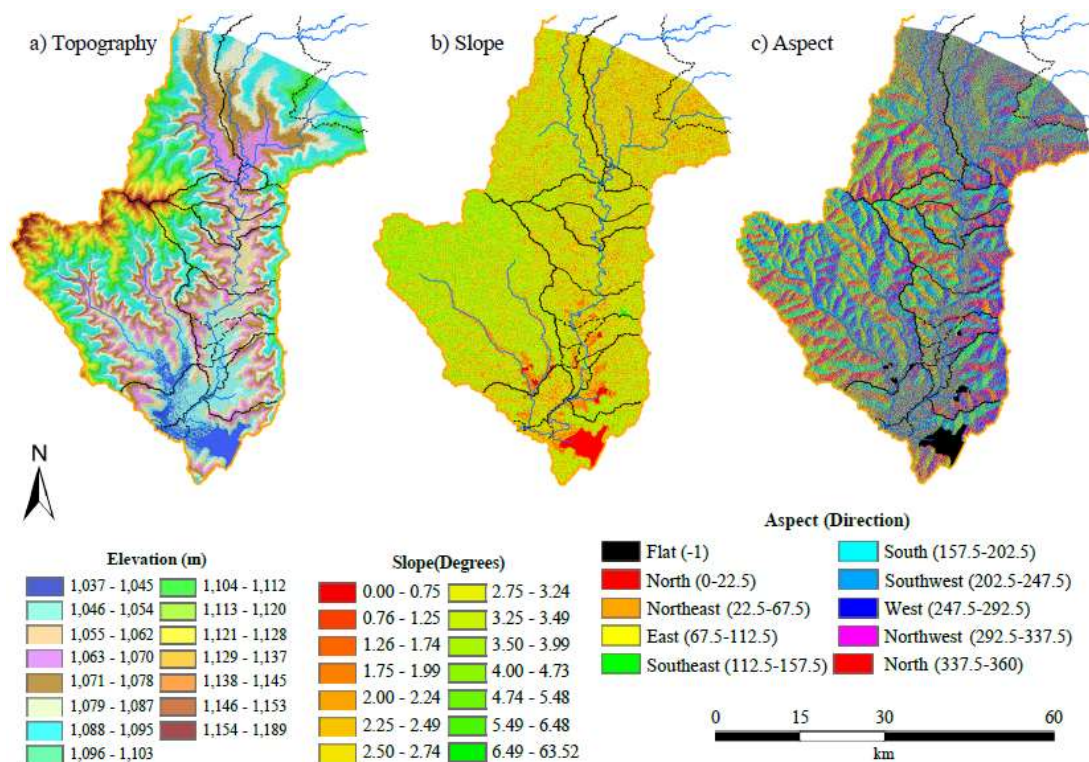 a) Topography
b) Slope
c) Aspect
N
Elevation (m)
1,037 - 1,045
1,046 - 1,054
1,055 - 1,062
1,063 - 1,070
1,071 - 1,078
1,079 - 1,087
1,088 - 1,095
1,096 - 1,103
1,104 - 1,112
1,113 - 1,120
1,121 - 1,128
1,129 - 1,137
1,138 - 1,145
1,146 - 1,153
1,154 - 1,189
Slope(Degrees)
0.00 - 0.75
0.76 - 1.25
1.26 - 1.74
1.75 - 1.99
2.00 - 2.24
2.25 - 2.49
2.50 - 2.74
2.75 - 3.24
3.25 - 3.49
3.50 - 3.99
4.00 - 4.73
4.74 - 5.48
5.49 - 6.48
6.49 - 63.52
Aspect (Direction)
Flat (-1)
North (0-22.5)
Northeast (22.5-67.5)
East (67.5-112.5)
Southeast (112.5-157.5)
South (157.5-202.5)
Southwest (202.5-247.5)
West (247.5-292.5)
Northwest (292.5-337.5)
North (337.5-360)
0 15 30 60
km